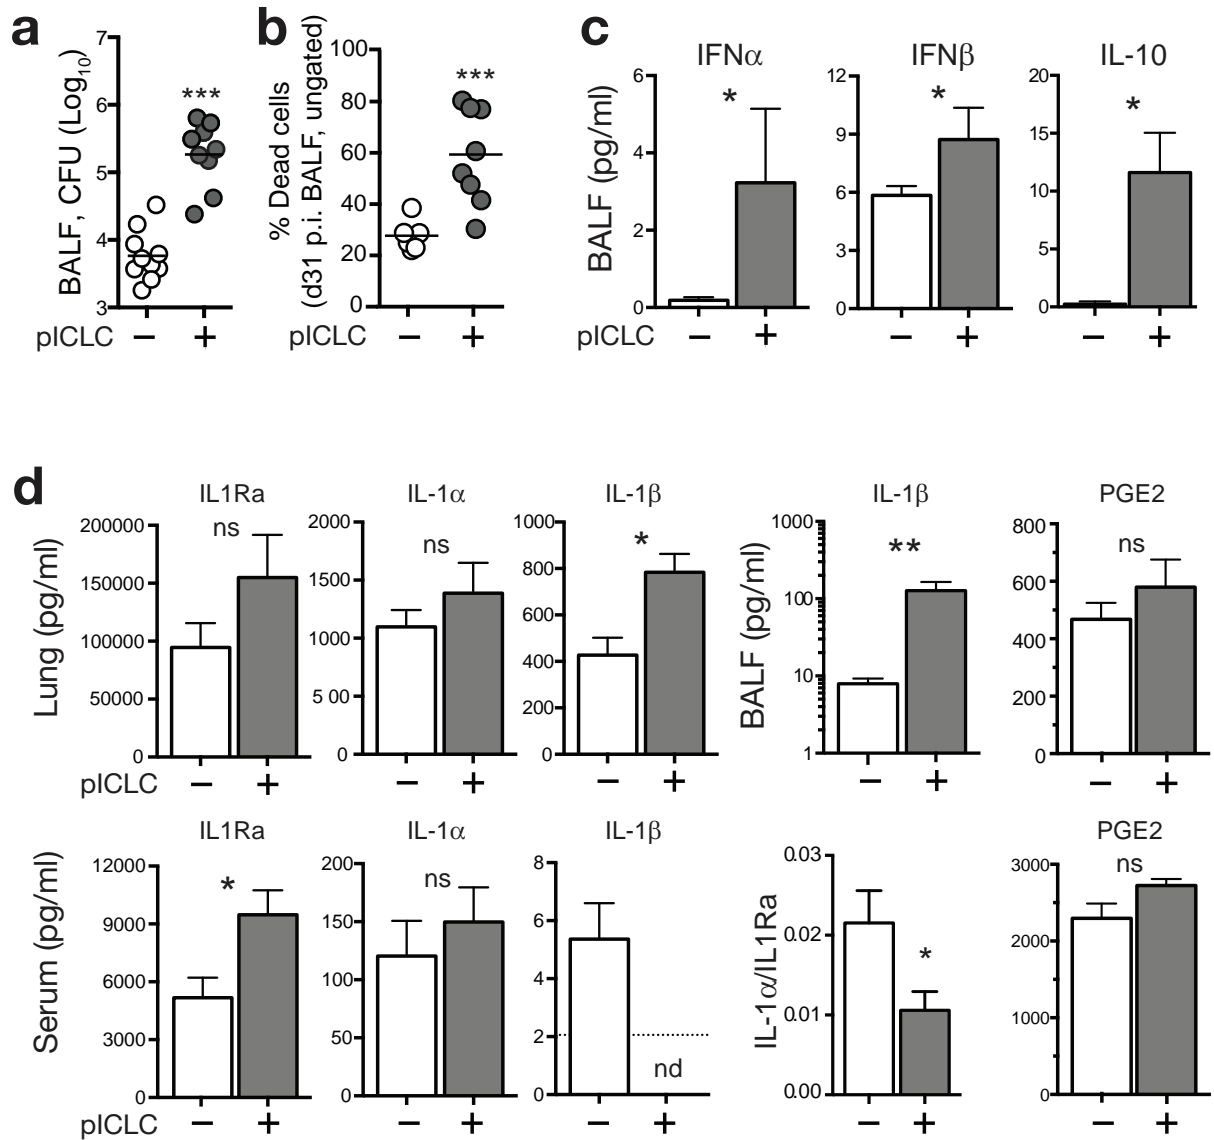 a
BALF, CFU (Log10)
7
6
5
4
3
***
pICLC − +
b
% Dead cells
(d31 p.i. BALF, ungated)
100
80
60
40
20
0
***
pICLC − +
c
BALF (pg/ml)
IFNα
6
4
2
0
*
pICLC − +
IFNβ
12
9
6
3
0
*
− +
IL-10
20
15
10
5
0
*
− +
d
Lung (pg/ml)
IL1Ra
200000
150000
100000
50000
0
ns
pICLC − +
IL-1α
2000
1500
1000
5 00
0
ns
− +
IL-1β
1000
800
600
400
200
0
*
− +
BALF (pg/ml)
IL-1β
1000
100
10
1
**
− +
PGE2
800
600
400
200
0
ns
− +
Serum (pg/ml)
IL1Ra
12000
9000
6000
3000
0
*
pICLC − +
IL-1α
200
150
100
50
0
ns
− +
IL-1β
8
6
4
2
0
nd
− +
IL-1α/IL1Ra
0.03
0.02
0.01
0.00
*
− +
PGE2
3000
2000
1000
0
ns
− +